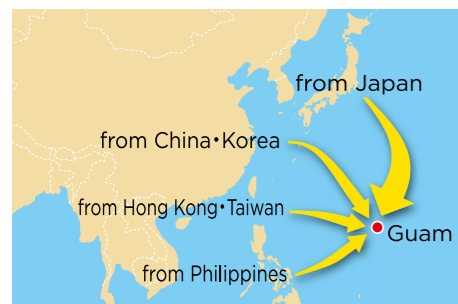 from Japan
from China•Korea
from Hong Kong•Taiwan
Guam
from Philippines